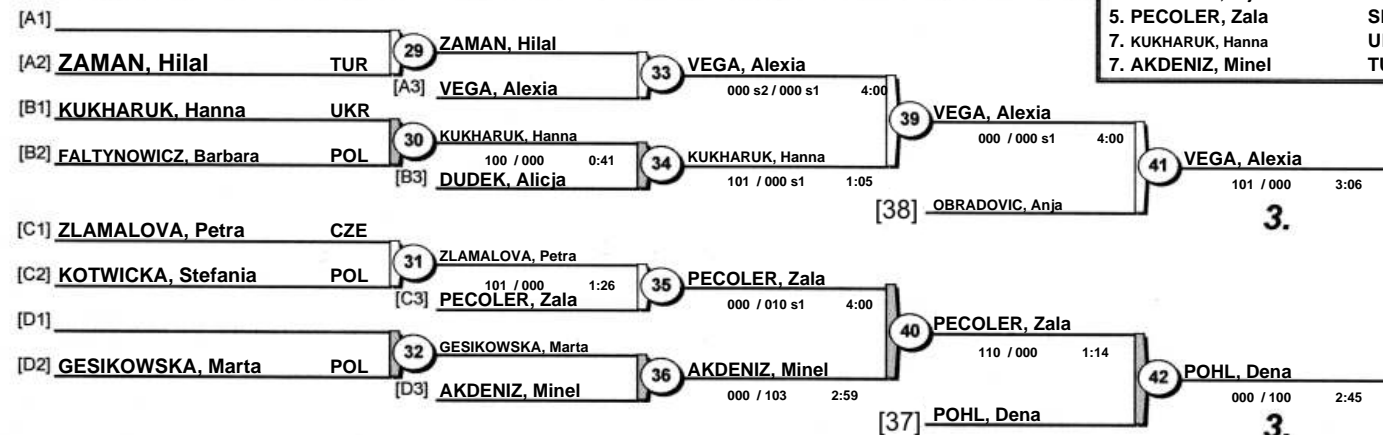 5. PECOLER, Zala
7. KUKHARUK, Hanna
7. AKDENIZ, Minel
[A1]
[A2] ZAMAN, Hilal TUR
29
ZAMAN, Hilal
[A3] VEGA, Alexia
33
VEGA, Alexia
000 s2 / 000 s1 4:00
[B1] KUKHARUK, Hanna UKR
[B2] FALTYNOWICZ, Barbara POL
30
KUKHARUK, Hanna
100 / 000 0:41
[B3] DUDEK, Alicja
34
KUKHARUK, Hanna
101 / 000 s1 1:05
39
VEGA, Alexia
000 / 000 s1 4:00
[38] OBRADOVIC, Anja
41
VEGA, Alexia
101 / 000 3:06
3.
[C1] ZLAMALOVA, Petra CZE
[C2] KOTWICKA, Stefania POL
31
ZLAMALOVA, Petra
101 / 000 1:26
[C3] PECOLER, Zala
35
PECOLER, Zala
000 / 010 s1 4:00
[D1]
[D2] GESIKOWSKA, Marta POL
32
GESIKOWSKA, Marta
[D3] AKDENIZ, Minel
36
AKDENIZ, Minel
000 / 103 2:59
40
PECOLER, Zala
110 / 000 1:14
[37] POHL, Dena
42
POHL, Dena
000 / 100 2:45
3.